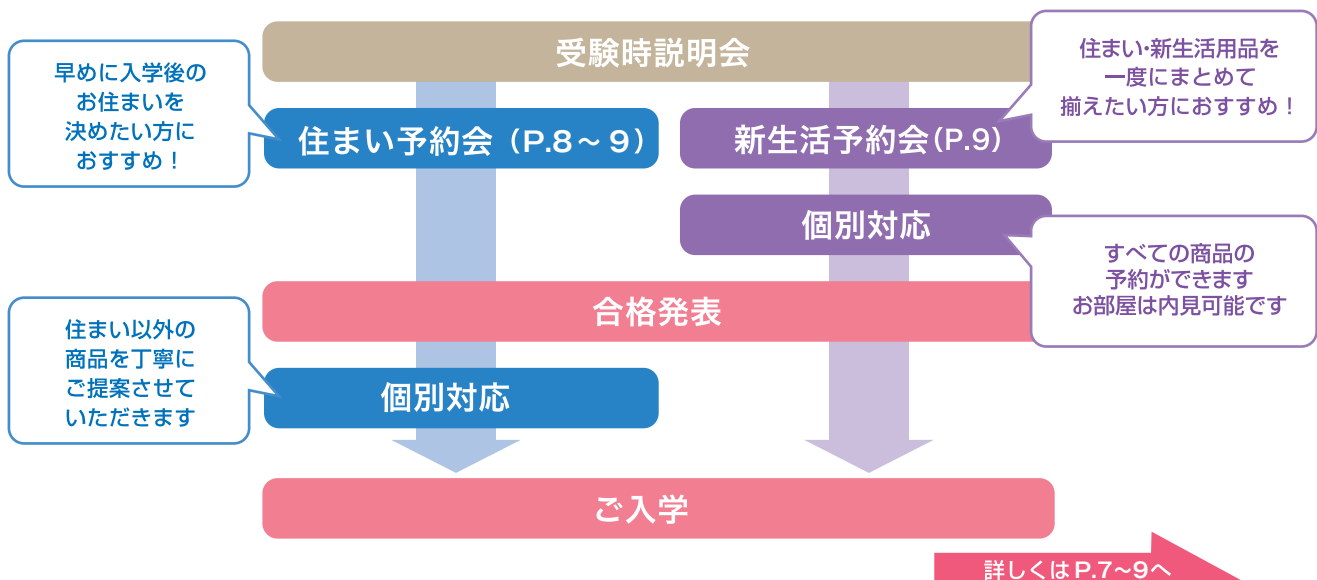 受験時説明会
早めに入学後の
お住まいを
決めたい方に
おすすめ！
住まい予約会（P.8～9）
新生活予約会(P.9)
住まい・新生活用品を
一度にまとめて
揃えたい方におすすめ！
個別対応
すべての商品の
予約ができます
お部屋は内見可能です
合格発表
住まい以外の
商品を丁寧に
ご提案させて
いただきます
個別対応
ご入学
詳しくはP.7~9へ